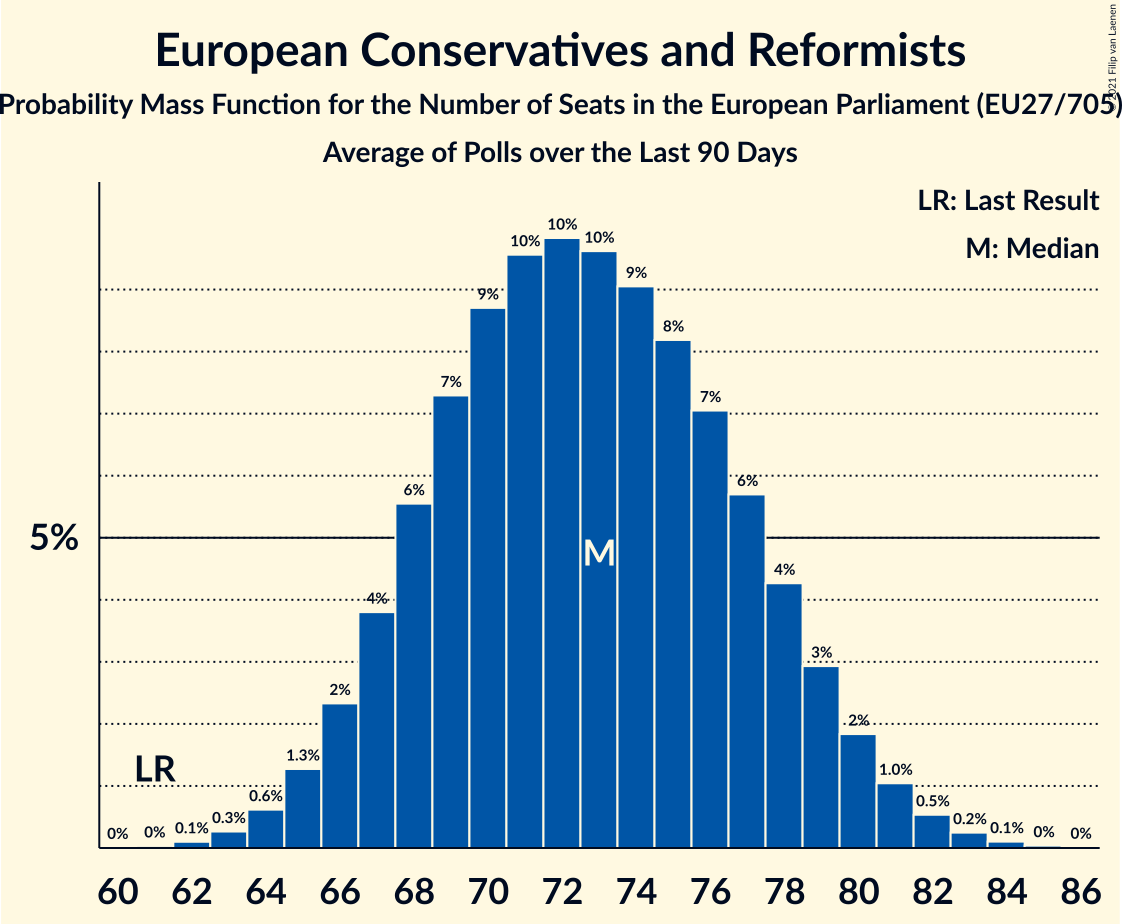 European Conservatives and Reformists
Probability Mass Function for the Number of Seats in the European Parliament (EU27/705)
Average of Polls over the Last 90 Days
© 2021 Filip van Laenen
LR: Last Result
M: Median
5%
LR
M
0% 0% 0.1% 0.3% 0.6% 1.3% 2% 4% 6% 7% 9% 10% 10% 10% 9% 8% 7% 6% 4% 3% 2% 1.0% 0.5% 0.2% 0.1% 0% 0%
60 62 64 66 68 70 72 74 76 78 80 82 84 86